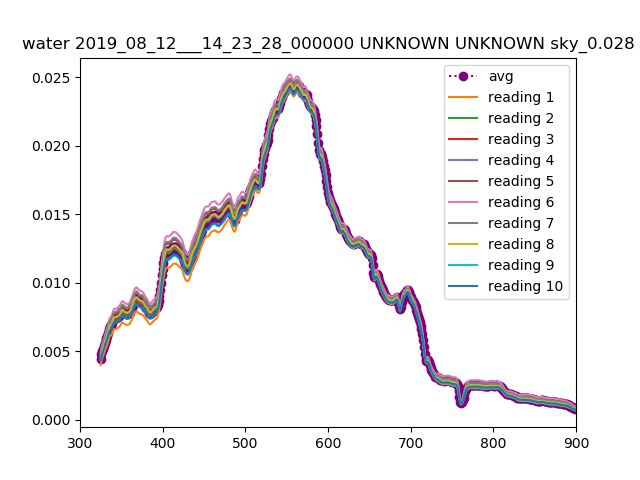 water 2019_08_12___14_23_28_000000 UNKNOWN UNKNOWN sky_0.028
0.025
0.020
0.015
0.010
0.005
0.000
300 400 500 600 700 800 900
avg
reading 1
reading 2
reading 3
reading 4
reading 5
reading 6
reading 7
reading 8
reading 9
reading 10